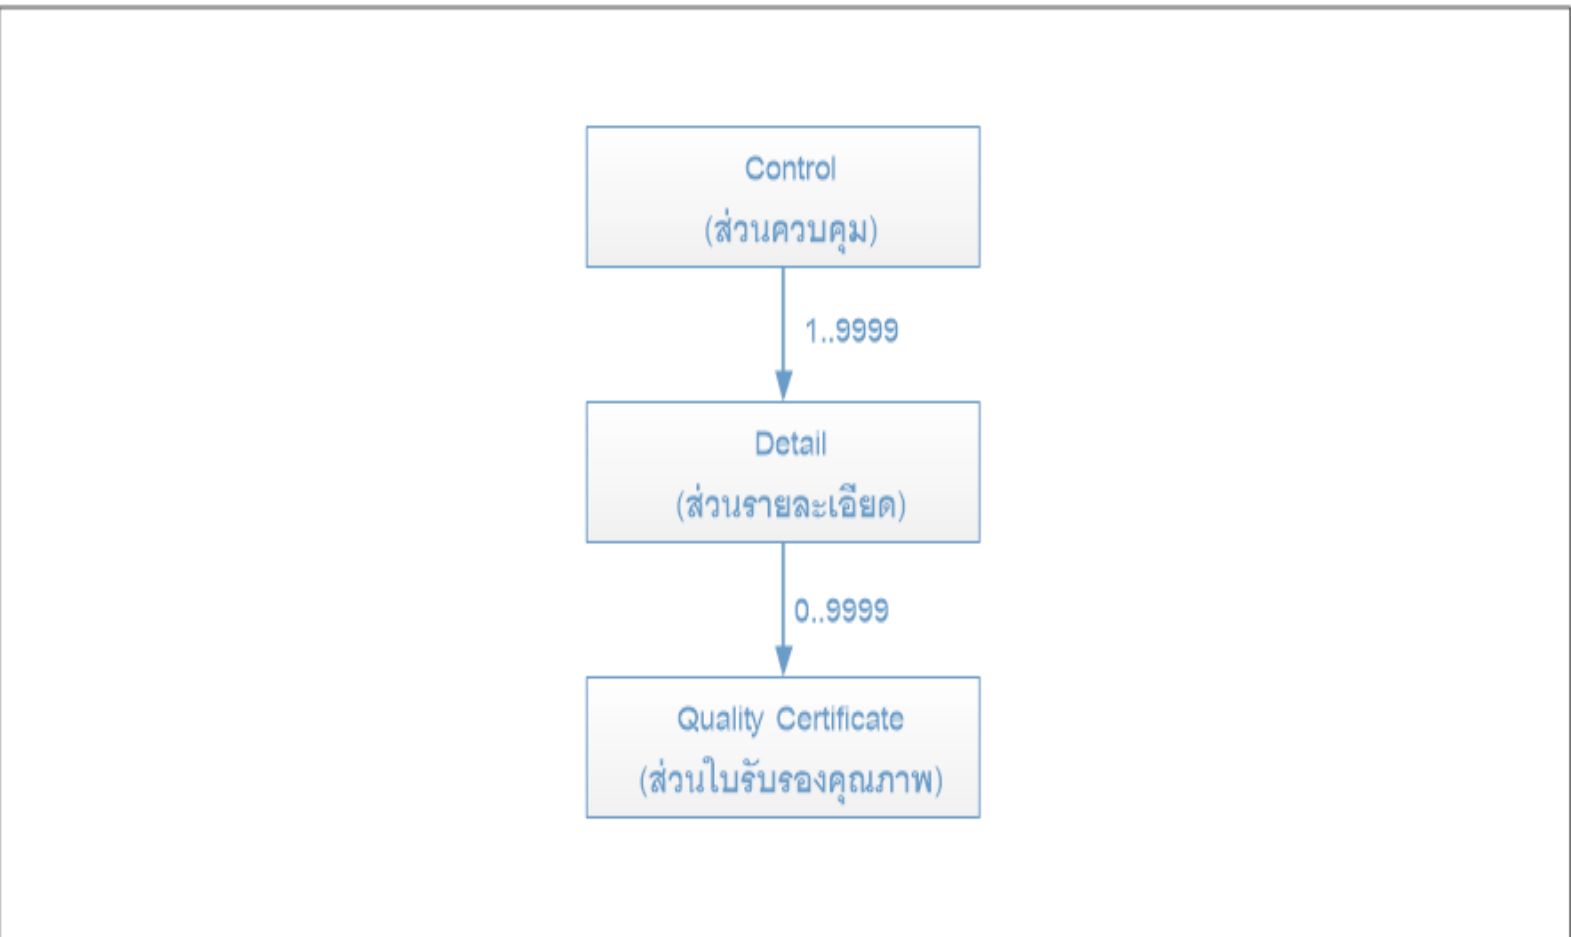 Control
(ส่วนควบคุม)
1..9999
Detail
(ส่วนรายละเอียด)
0..9999
Quality Certificate
(ส่วนใบรับรองคุณภาพ)